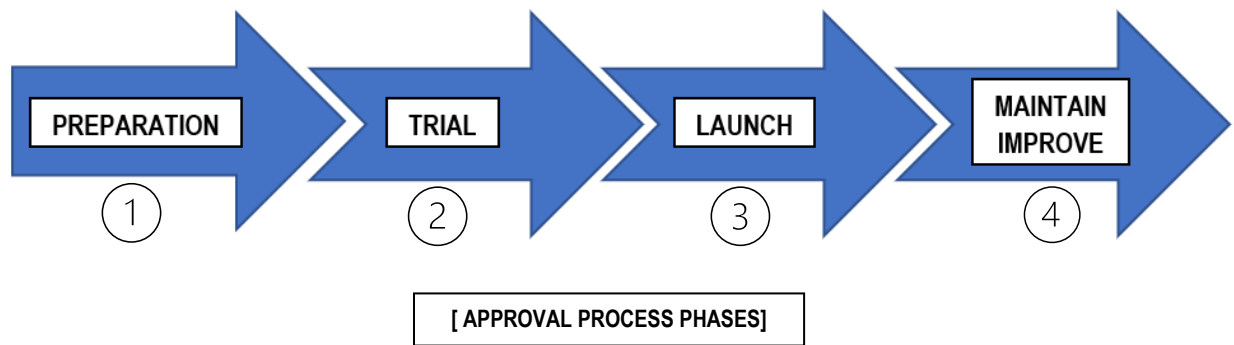 PREPARATION
TRIAL
LAUNCH
MAINTAIN
IMPROVE
1
2
3
4
[ APPROVAL PROCESS PHASES]